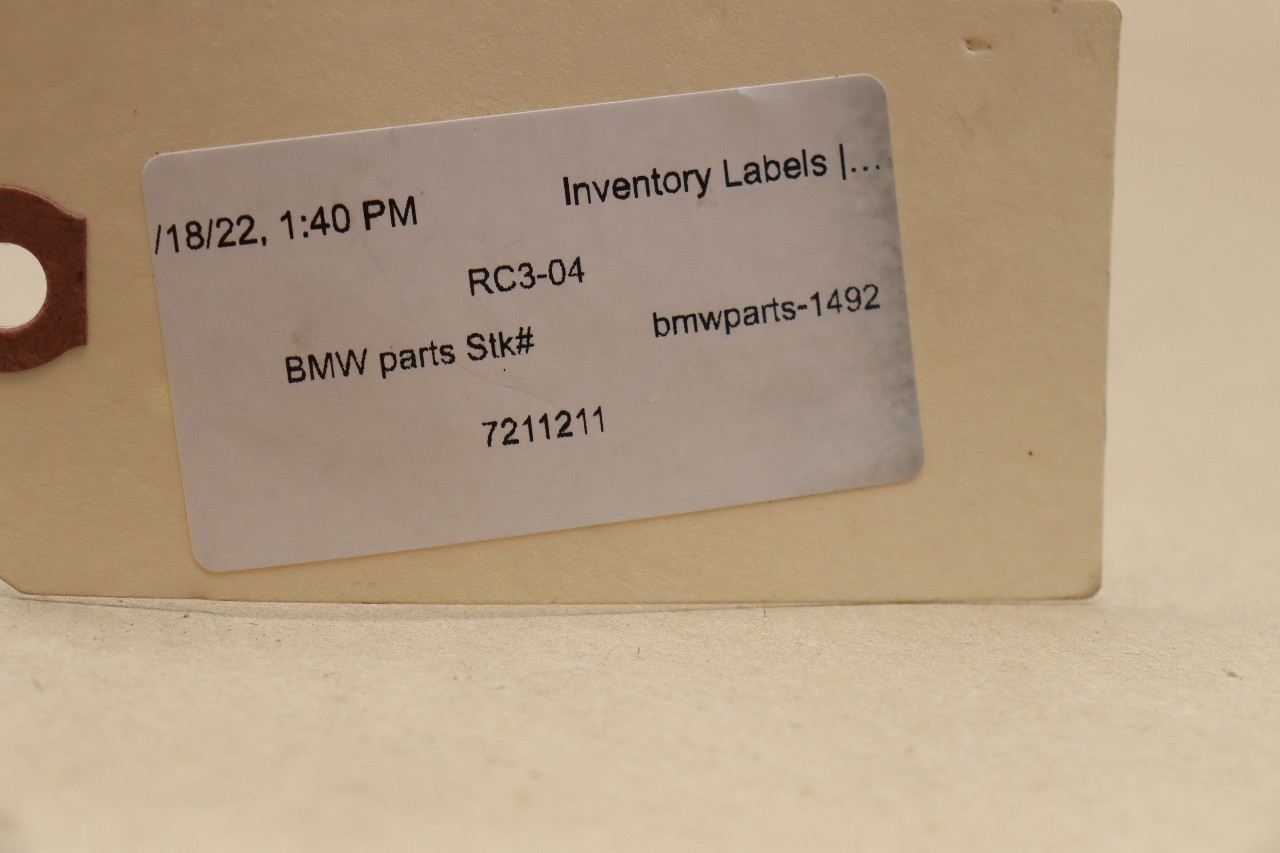 /18/22, 1:40 PM Inventory Labels |...
RC3-04
BMW parts Stk# bmwparts-1492
7211211